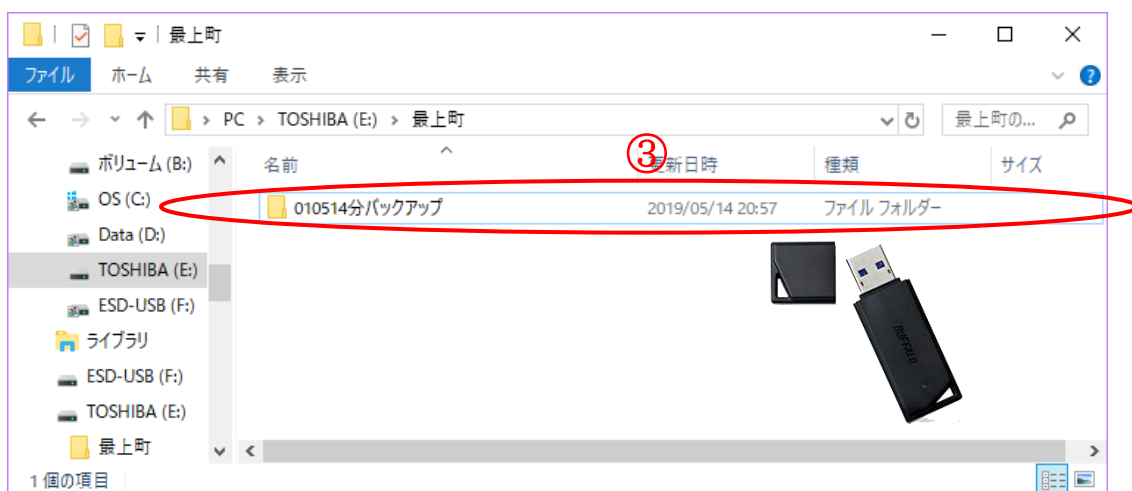 最上町
ファイル ホーム 共有 表示
PC > TOSHIBA (E:) > 最上町 最上町の...
③
名前 更新日時 種類 サイズ
010514分バックアップ 2019/05/14 20:57 ファイル フォルダー
ボリューム (B:)
OS (C:)
Data (D:)
TOSHIBA (E:)
ESD-USB (F:)
ライブラリ
ESD-USB (F:)
TOSHIBA (E:)
最上町
BUFFALO
1 個の項目